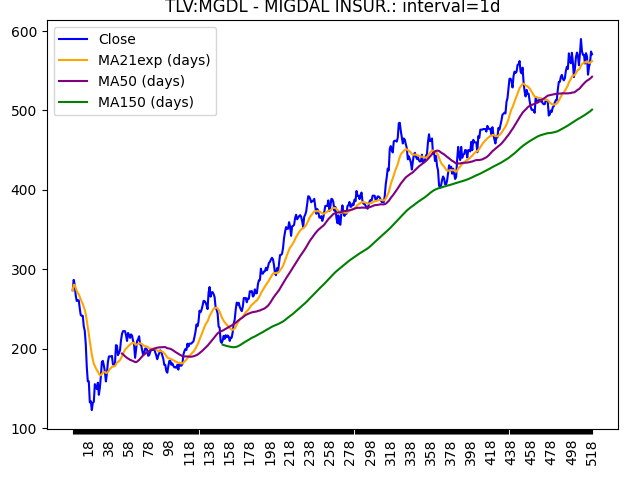 TLV:MGDL - MIGDAL INSUR.: interval=1d
600
500
400
300
200
100
Close
MA21exp (days)
MA50 (days)
MA150 (days)
18 38 58 78 98 118 138 158 178 198 218 238 258 278 298 318 338 358 378 398 418 438 458 478 498 518